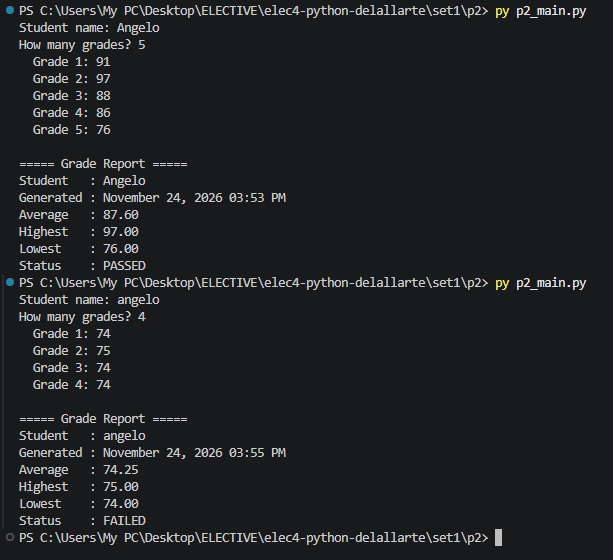 PS C:\Users\My PC\Desktop\ELECTIVE\elec4-python-delallarte\set1\p2> py p2_main.py
Student name: Angelo
How many grades? 5
  Grade 1: 91
  Grade 2: 97
  Grade 3: 88
  Grade 4: 86
  Grade 5: 76

===== Grade Report =====
Student   : Angelo
Generated : November 24, 2026 03:53 PM
Average   : 87.60
Highest   : 97.00
Lowest    : 76.00
Status    : PASSED
PS C:\Users\My PC\Desktop\ELECTIVE\elec4-python-delallarte\set1\p2> py p2_main.py
Student name: angelo
How many grades? 4
  Grade 1: 74
  Grade 2: 75
  Grade 3: 74
  Grade 4: 74

===== Grade Report =====
Student   : angelo
Generated : November 24, 2026 03:55 PM
Average   : 74.25
Highest   : 75.00
Lowest    : 74.00
Status    : FAILED
PS C:\Users\My PC\Desktop\ELECTIVE\elec4-python-delallarte\set1\p2>